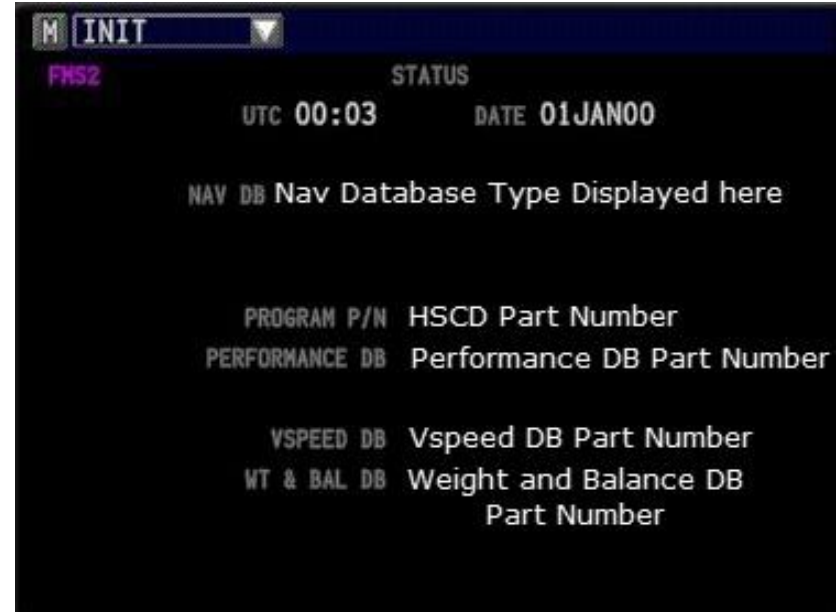 M INIT
FMS2 STATUS
UTC 00:03 DATE 01JAN00
NAV DB Nav Database Type Displayed here
PROGRAM P/N HSCD Part Number
PERFORMANCE DB Performance DB Part Number
VSPEED DB Vspeed DB Part Number
WT & BAL DB Weight and Balance DB
Part Number